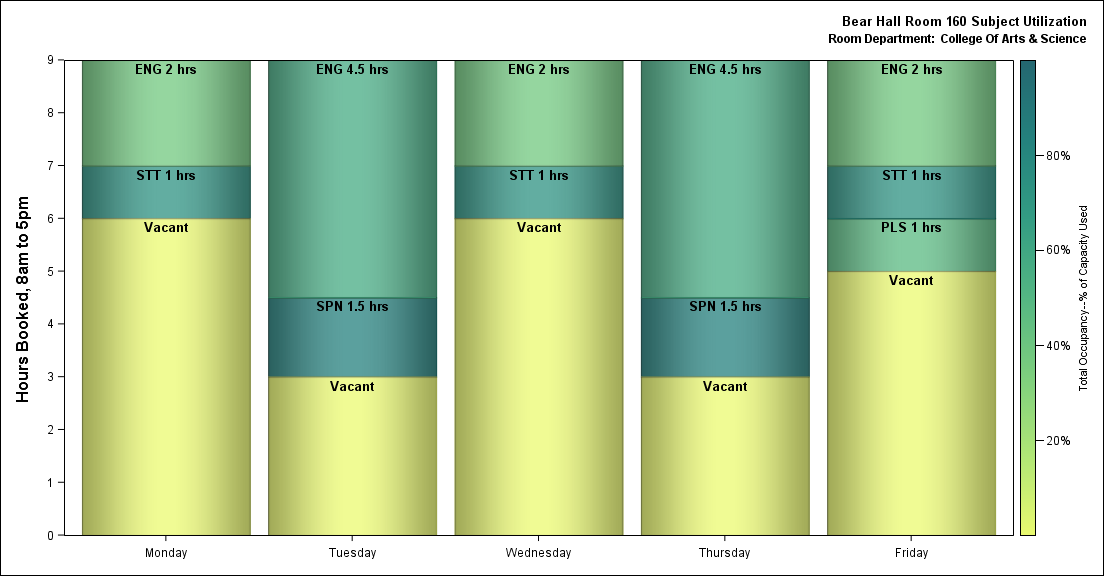 Bear Hall Room 160 Subject Utilization
Room Department: College Of Arts & Science
Hours Booked, 8am to 5pm
9
8
7
6
5
4
3
2
1
0
ENG 2 hrs
STT 1 hrs
Vacant
ENG 4.5 hrs
SPN 1.5 hrs
Vacant
ENG 2 hrs
STT 1 hrs
Vacant
ENG 4.5 hrs
SPN 1.5 hrs
Vacant
ENG 2 hrs
STT 1 hrs
PLS 1 hrs
Vacant
Monday
Tuesday
Wednesday
Thursday
Friday
80%
60%
40%
20%
Total Occupancy--% of Capacity Used